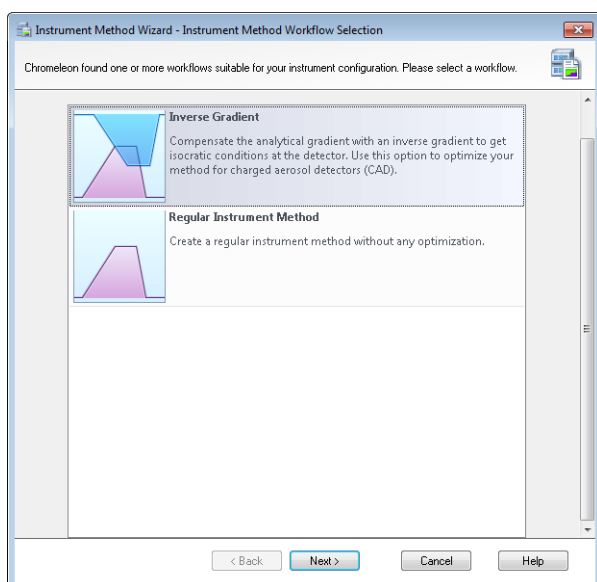 Instrument Method Wizard - Instrument Method Workflow Selection
Chromeleon found one or more workflows suitable for your instrument configuration. Please select a workflow.
Inverse Gradient
Compensate the analytical gradient with an inverse gradient to get
isocratic conditions at the detector. Use this option to optimize your
method for charged aerosol detectors (CAD).
Regular Instrument Method
Create a regular instrument method without any optimization.
< Back Next > Cancel Help